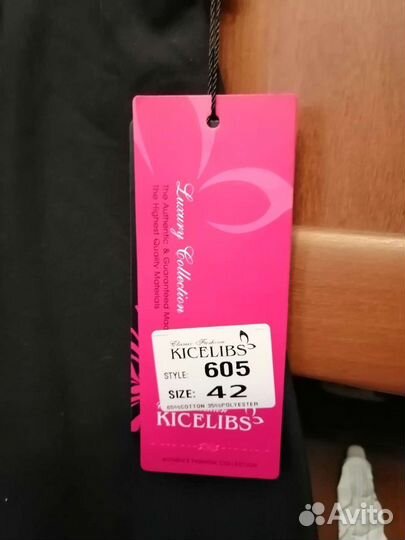 Luxury Collection
The Authentic & Guaranteed Mad
The Highest Quality Materials
Classic Fashion
KICELIBS
STYLE: 605
SIZE: 42
65%COTTON 35%POLYESTER
KICELIBS
WOMEN'S FASHION COLLECTION
Avito